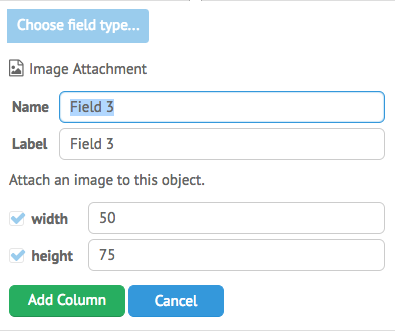 Choose field type...
Image Attachment
Name Field 3
Label Field 3
Attach an image to this object.
width 50
height 75
Add Column Cancel